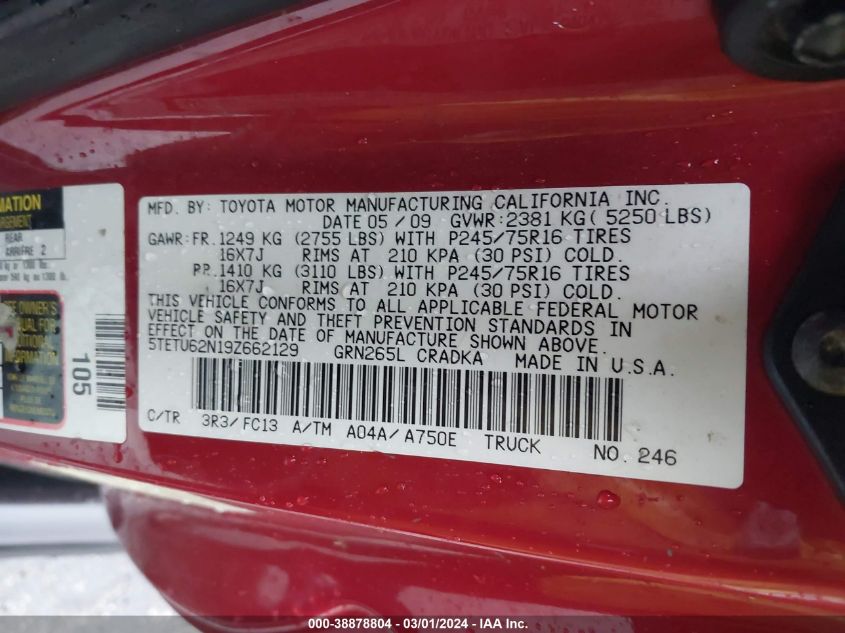 MFD. BY: TOYOTA MOTOR MANUFACTURING CALIFORNIA INC.
DATE 05/09 GVWR:2381 KG( 5250 LBS)
GAWR:FR. 1249 KG (2755 LBS) WITH P245/75R16 TIRES
16X7J RIMS AT 210 KPA (30 PSI) COLD.
RR. 1410 KG (3110 LBS) WITH P245/75R16 TIRES
16X7J RIMS AT 210 KPA (30 PSI) COLD.
THIS VEHICLE CONFORMS TO ALL APPLICABLE FEDERAL MOTOR
VEHICLE SAFETY AND THEFT PREVENTION STANDARDS IN
EFFECT ON THE DATE OF MANUFACTURE SHOWN ABOVE.
5TETU62N19Z662129 GRN265L CRADKA MADE IN U.S.A.
C/TR 3R3/FC13 A/TM A04A/A750E TRUCK NO. 246
REAR
ARRIÈRE 2
105
000-38878804 - 03/01/2024 - IAA Inc.